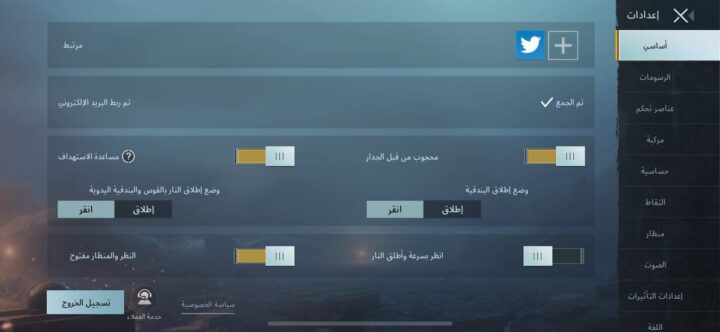 إعدادات
أساسي
الرسومات
عناصر تحكم
مركبة
حساسية
التقاط
منظار
الصوت
إعدادات التأثيرات
اللغة
مرتبط
تم الجمع
تم ربط البريد الإلكتروني
محجوب من قبل الجدار
مساعدة الاستهداف ?
وضع إطلاق البندقية
إطلاق
انقر
وضع إطلاق النار بالقوس والبندقية اليدوية
إطلاق
انقر
انظر بسرعة وأطلق النار
النظر والمنظار مفتوح
سياسة الخصوصية
خدمة العملاء
تسجيل الخروج